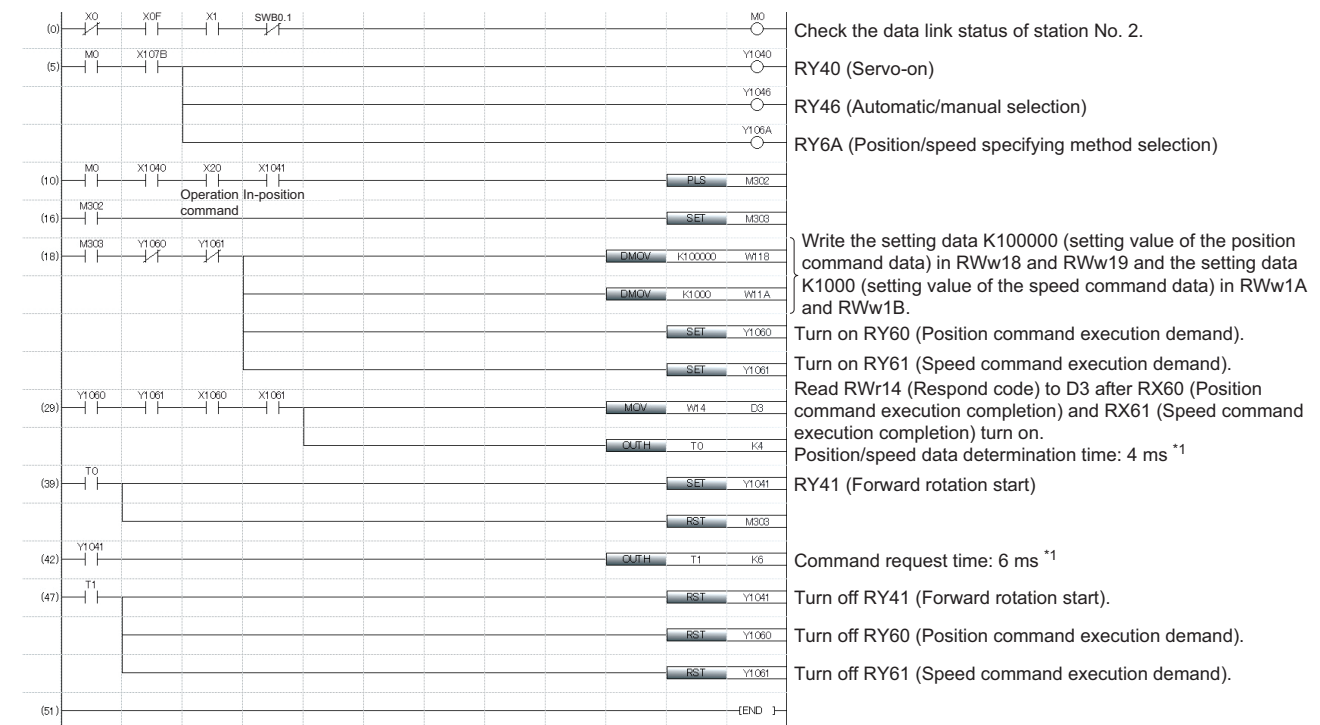 X0 X0F X1 SWB0.1 M0
(0) Check the data link status of station No. 2.
M0 X107B Y1040
(5) RY40 (Servo-on)
Y1046
RY46 (Automatic/manual selection)
Y106A
RY6A (Position/speed specifying method selection)
M0 X1040 X20 X1041
(10) PLS M302
Operation In-position
command
M302
(16) SET M303
M303 Y1060 Y1061
(18) DMOV K100000 W118
DMOV K1000 W11A
Write the setting data K100000 (setting value of the position
command data) in RWw18 and RWw19 and the setting data
K1000 (setting value of the speed command data) in RWw1A
and RWw1B.
SET Y1060 Turn on RY60 (Position command execution demand).
SET Y1061 Turn on RY61 (Speed command execution demand).
Y1060 Y1061 X1060 X1061
(29) MOV W14 D3
Read RWr14 (Respond code) to D3 after RX60 (Position
command execution completion) and RX61 (Speed command
execution completion) turn on.
OUTH T0 K4 Position/speed data determination time: 4 ms *1
T0
(39) SET Y1041 RY41 (Forward rotation start)
RST M303
Y1041
(42) OUTH T1 K6 Command request time: 6 ms *1
T1
(47) RST Y1041 Turn off RY41 (Forward rotation start).
RST Y1060 Turn off RY60 (Position command execution demand).
RST Y1061 Turn off RY61 (Speed command execution demand).
(51) [END ]